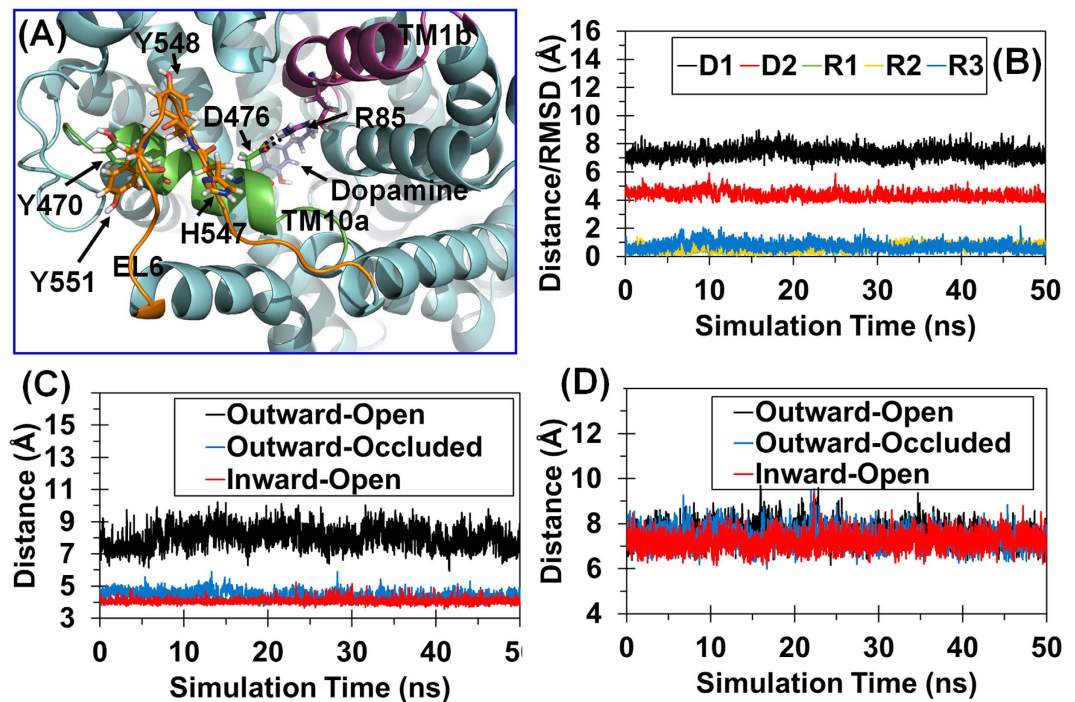 (A)
Y548
TM1b
D476
R85
Dopamine
Y470
H547
TM10a
Y551
EL6
(B)
D1 D2 R1 R2 R3
Distance/RMSD (Å)
16
14
12
10
8
6
4
2
0
0 10 20 30 40 50
Simulation Time (ns)
(C)
Outward-Open
Outward-Occluded
Inward-Open
Distance (Å)
17
15
13
11
9
7
5
3
0 10 20 30 40
Simulation Time (ns)
(D)
Outward-Open
Outward-Occluded
Inward-Open
Distance (Å)
12
10
8
6
4
0 10 20 30 40 50
Simulation Time (ns)